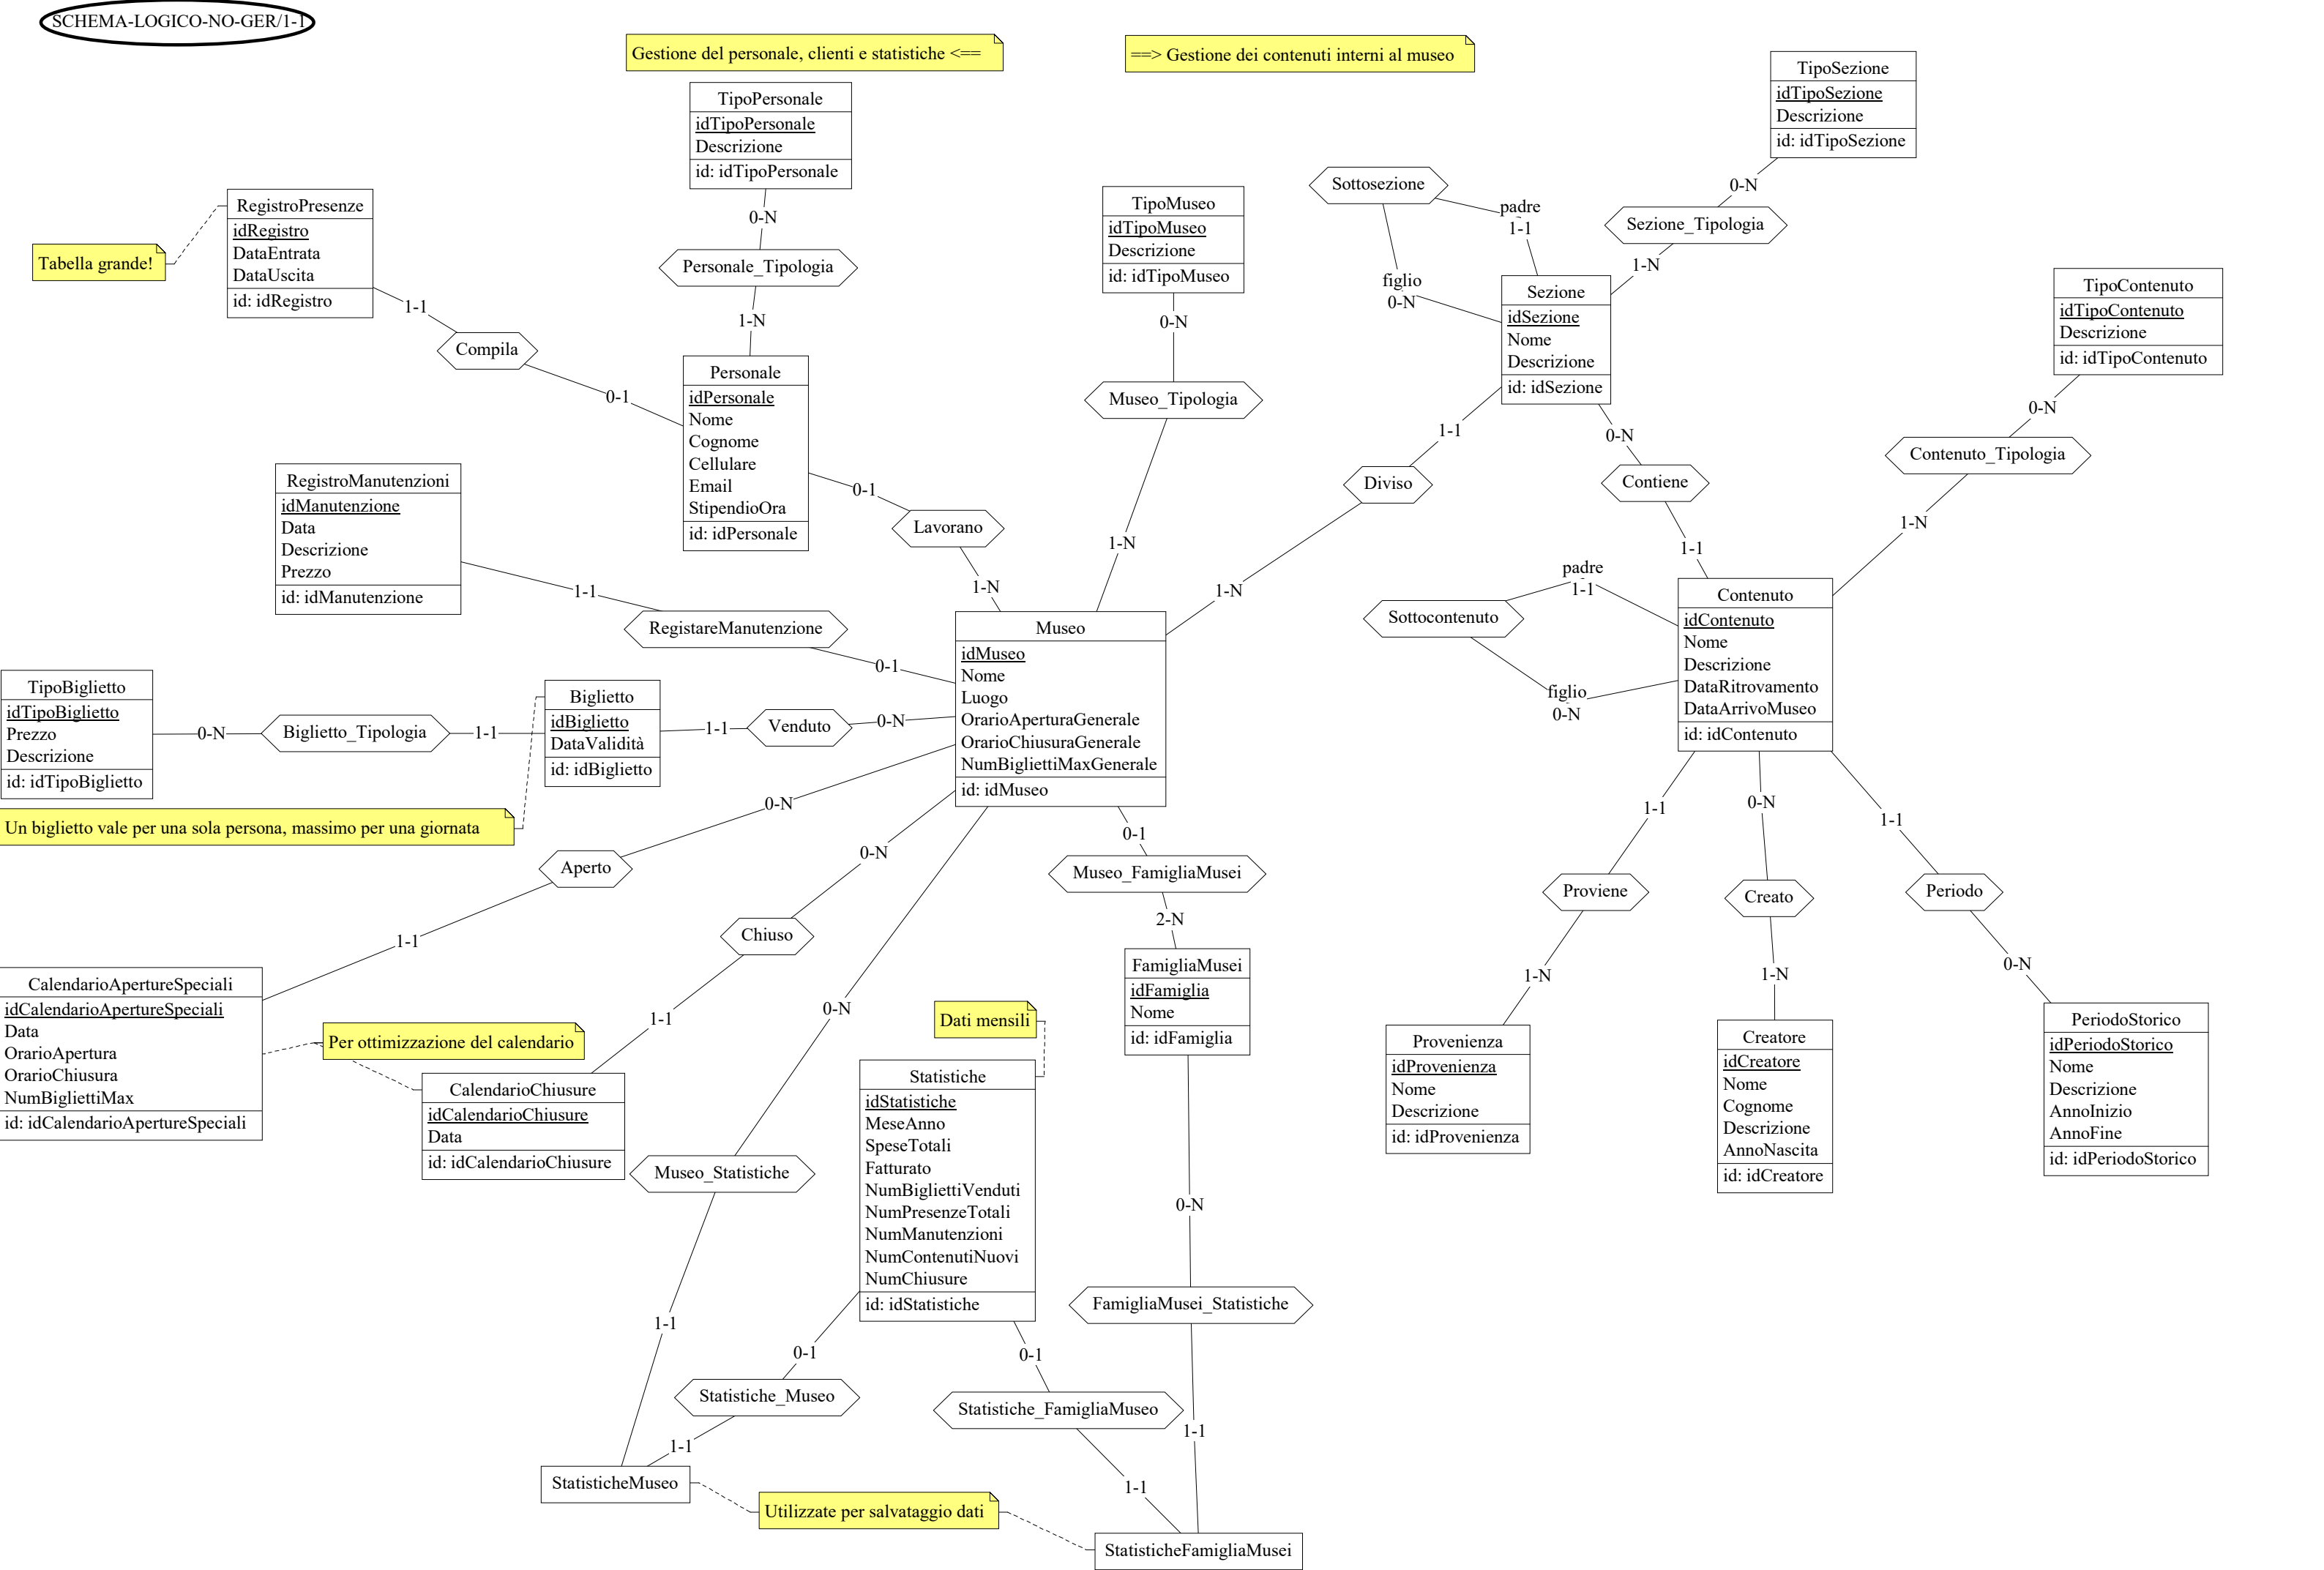 SCHEMA-LOGICO-NO-GER/1-1
Gestione del personale, clienti e statistiche <==
==> Gestione dei contenuti interni al museo
TipoPersonale
idTipoPersonale
Descrizione
id: idTipoPersonale
0-N
Personale_Tipologia
1-N
RegistroPresenze
idRegistro
DataEntrata
DataUscita
id: idRegistro
Tabella grande!
1-1
Compila
0-1
Personale
idPersonale
Nome
Cognome
Cellulare
Email
StipendioOra
id: idPersonale
0-1
Lavorano
1-N
TipoMuseo
idTipoMuseo
Descrizione
id: idTipoMuseo
0-N
Museo_Tipologia
1-N
TipoSezione
idTipoSezione
Descrizione
id: idTipoSezione
0-N
Sezione_Tipologia
1-N
Sottosezione
padre
1-1
figlio
0-N
Sezione
idSezione
Nome
Descrizione
id: idSezione
1-1
Diviso
1-N
0-N
Contiene
1-1
TipoContenuto
idTipoContenuto
Descrizione
id: idTipoContenuto
0-N
Contenuto_Tipologia
1-N
RegistroManutenzioni
idManutenzione
Data
Descrizione
Prezzo
id: idManutenzione
1-1
RegistareManutenzione
0-1
Museo
idMuseo
Nome
Luogo
OrarioAperturaGenerale
OrarioChiusuraGenerale
NumBigliettiMaxGenerale
id: idMuseo
Sottocontenuto
padre
1-1
figlio
0-N
Contenuto
idContenuto
Nome
Descrizione
DataRitrovamento
DataArrivoMuseo
id: idContenuto
TipoBiglietto
idTipoBiglietto
Prezzo
Descrizione
id: idTipoBiglietto
0-N
Biglietto_Tipologia
1-1
Biglietto
idBiglietto
DataValidità
id: idBiglietto
1-1
Venduto
0-N
Un biglietto vale per una sola persona, massimo per una giornata
0-N
Aperto
1-1
0-N
Chiuso
1-1
0-N
0-1
Museo_FamigliaMusei
2-N
1-1
Proviene
1-N
0-N
Creato
1-N
1-1
Periodo
0-N
CalendarioApertureSpeciali
idCalendarioApertureSpeciali
Data
OrarioApertura
OrarioChiusura
NumBigliettiMax
id: idCalendarioApertureSpeciali
Per ottimizzazione del calendario
CalendarioChiusure
idCalendarioChiusure
Data
id: idCalendarioChiusure
Dati mensili
FamigliaMusei
idFamiglia
Nome
id: idFamiglia
Provenienza
idProvenienza
Nome
Descrizione
id: idProvenienza
Creatore
idCreatore
Nome
Cognome
Descrizione
AnnoNascita
id: idCreatore
PeriodoStorico
idPeriodoStorico
Nome
Descrizione
AnnoInizio
AnnoFine
id: idPeriodoStorico
Statistiche
idStatistiche
MeseAnno
SpeseTotali
Fatturato
NumBigliettiVenduti
NumPresenzeTotali
NumManutenzioni
NumContenutiNuovi
NumChiusure
id: idStatistiche
Museo_Statistiche
1-1
0-N
FamigliaMusei_Statistiche
1-1
0-1
Statistiche_Museo
1-1
0-1
Statistiche_FamigliaMuseo
1-1
StatisticheMuseo
Utilizzate per salvataggio dati
StatisticheFamigliaMusei